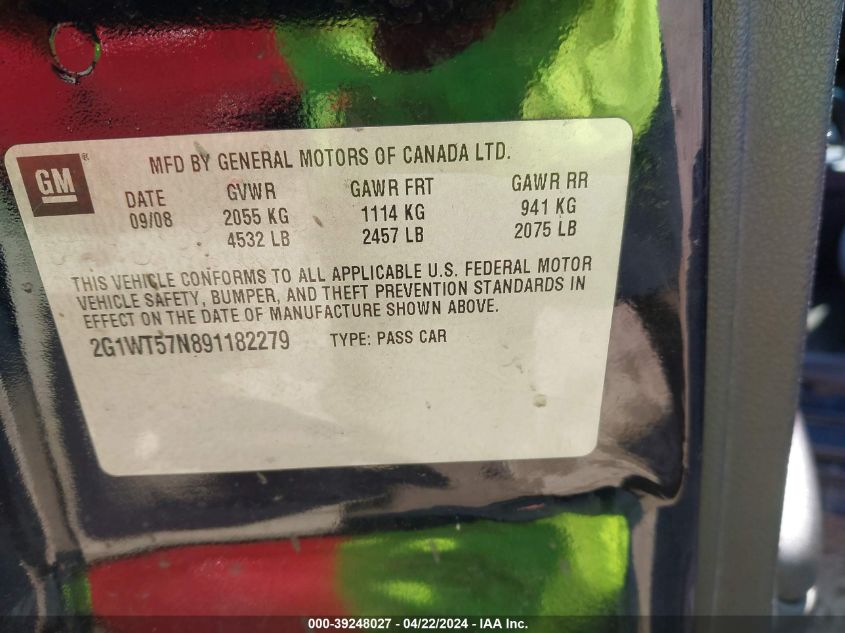 GM®
MFD BY GENERAL MOTORS OF CANADA LTD.
DATE GVWR GAWR FRT GAWR RR
09/08 2055 KG 1114 KG 941 KG
4532 LB 2457 LB 2075 LB
THIS VEHICLE CONFORMS TO ALL APPLICABLE U.S. FEDERAL MOTOR
VEHICLE SAFETY, BUMPER, AND THEFT PREVENTION STANDARDS IN
EFFECT ON THE DATE OF MANUFACTURE SHOWN ABOVE.
2G1WT57N891182279 TYPE: PASS CAR
000-39248027 - 04/22/2024 - IAA Inc.